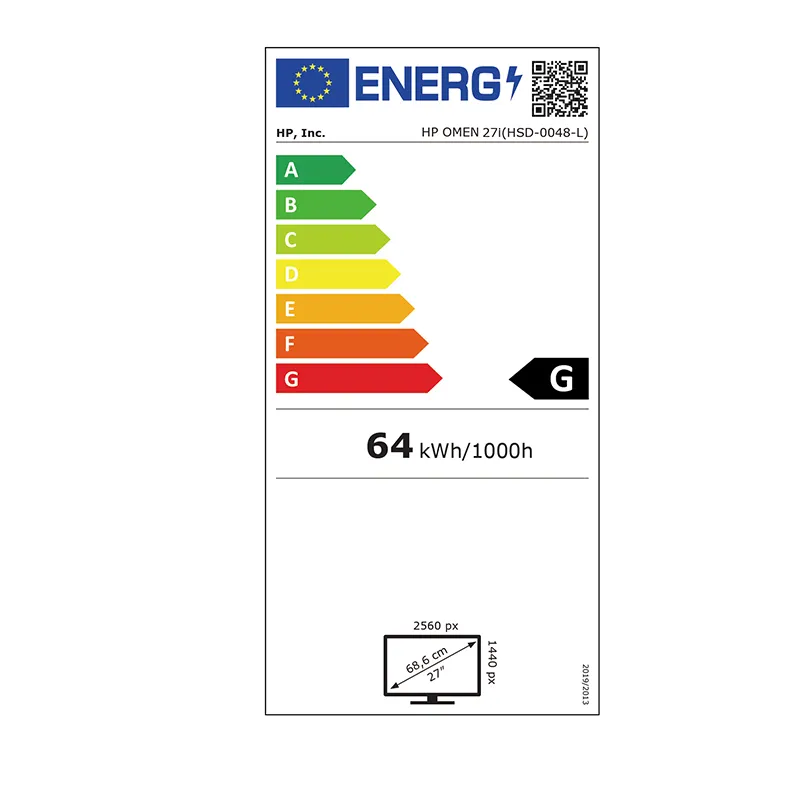 ENERG
HP, Inc.
HP OMEN 27i(HSD-0048-L)
A
B
C
D
E
F
G
G
64 kWh/1000h
2560 px
1440 px
68,6 cm
27"
2019/2013